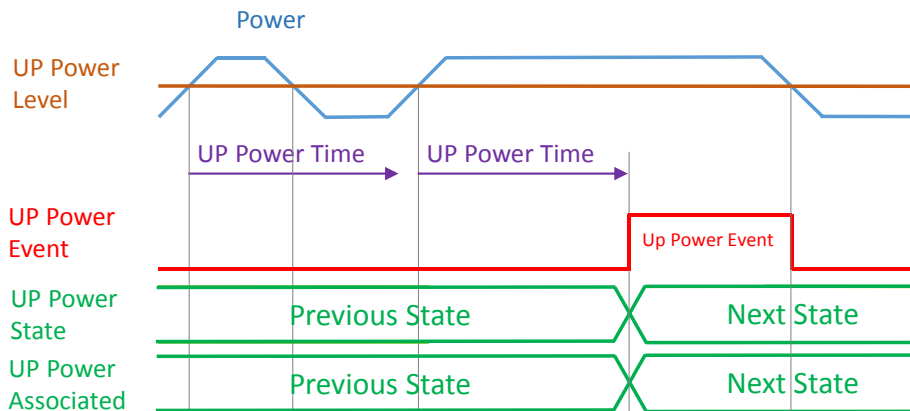 Power
UP Power
Level
UP Power Time
UP Power Time
UP Power
Event
Up Power Event
UP Power
State
Previous State
Next State
UP Power
Associated
Previous State
Next State